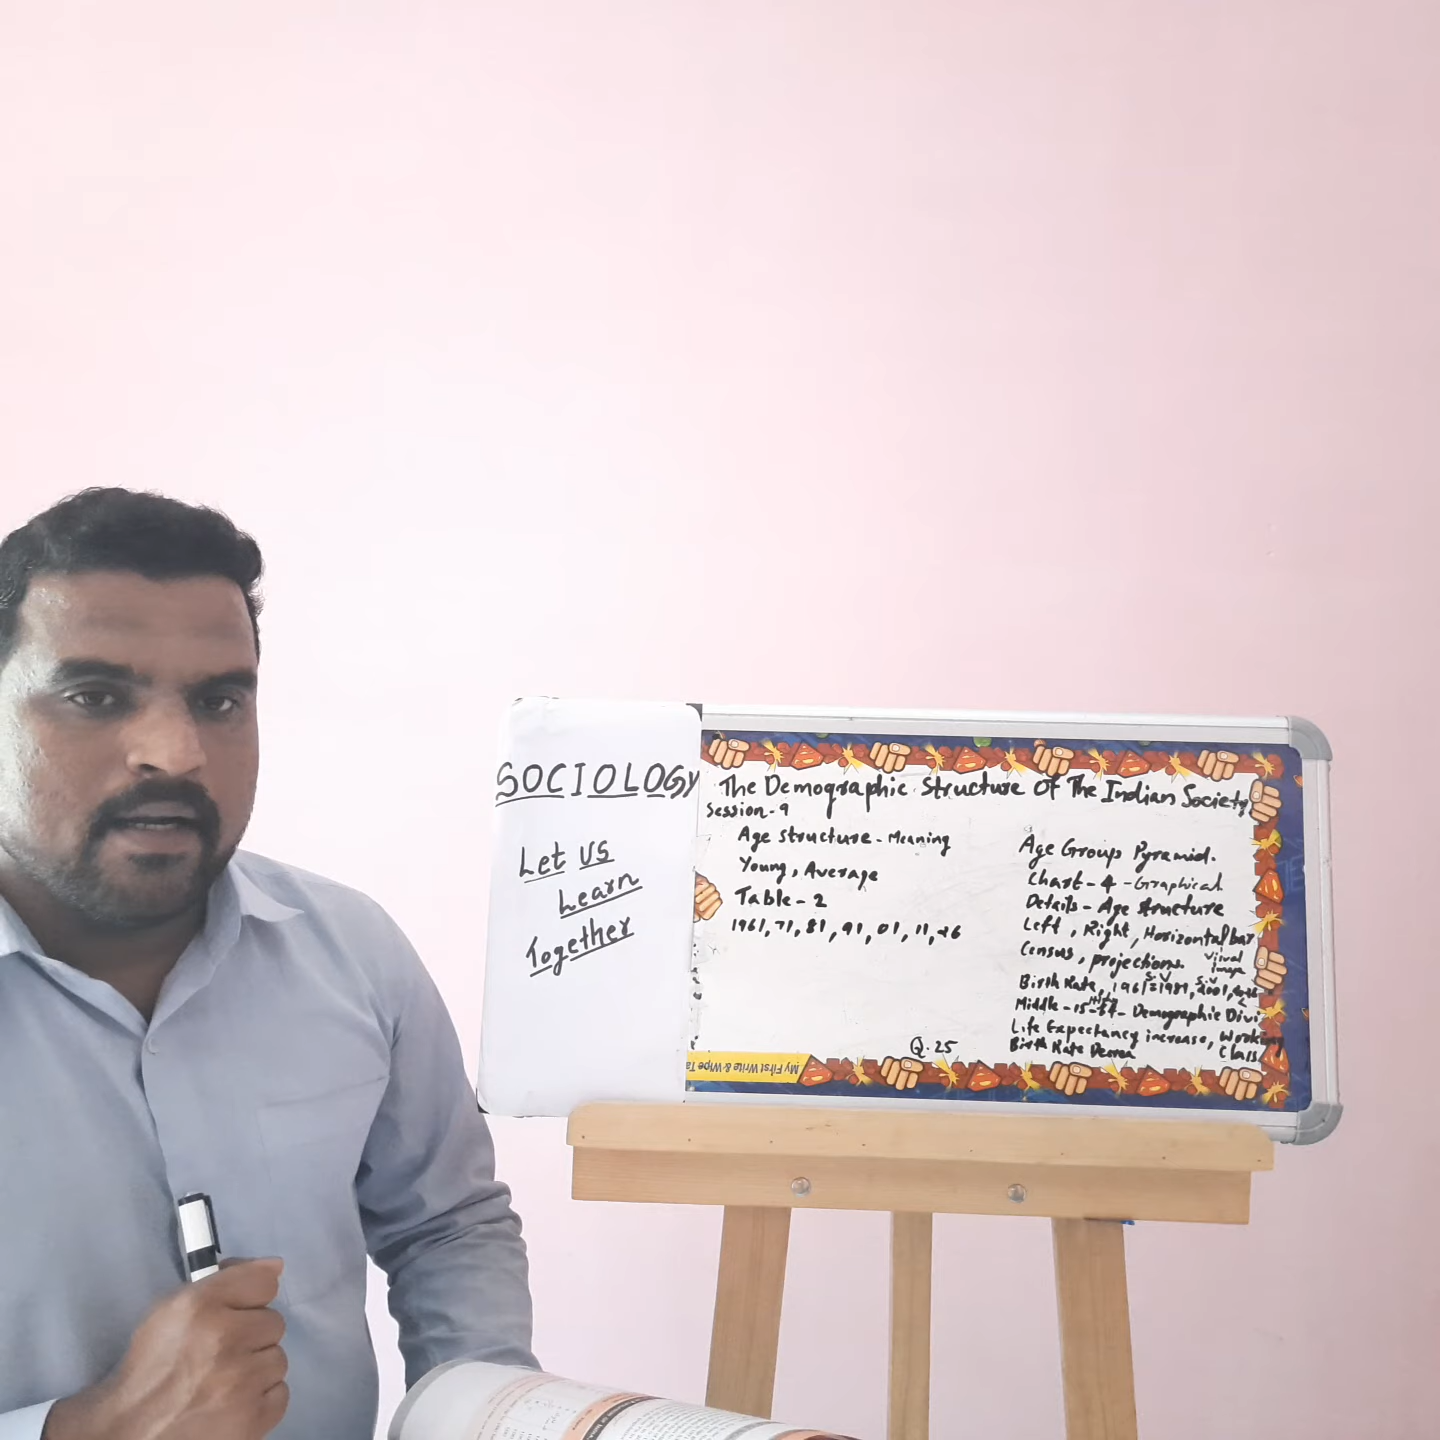 SOCIOLOGY
Let us
Learn
Together
The Demographic Structure Of The Indian Society
Session-9
Age structure - Meaning
Young, Average
Table - 2
1961, 71, 81, 91, 01, 11, 26
Q. 25
Age Groups Pyramid.
Chart - 4 - Graphical
Details - Age structure
Left, Right, Horizontal bar
Census, projections.
Birth Rate, 1961 1981, 2001,
Middle - 15-64 - Demographic Divi
Life Expectancy increase, Working
Class
Birth Rate
My First Write & Wipe Ta